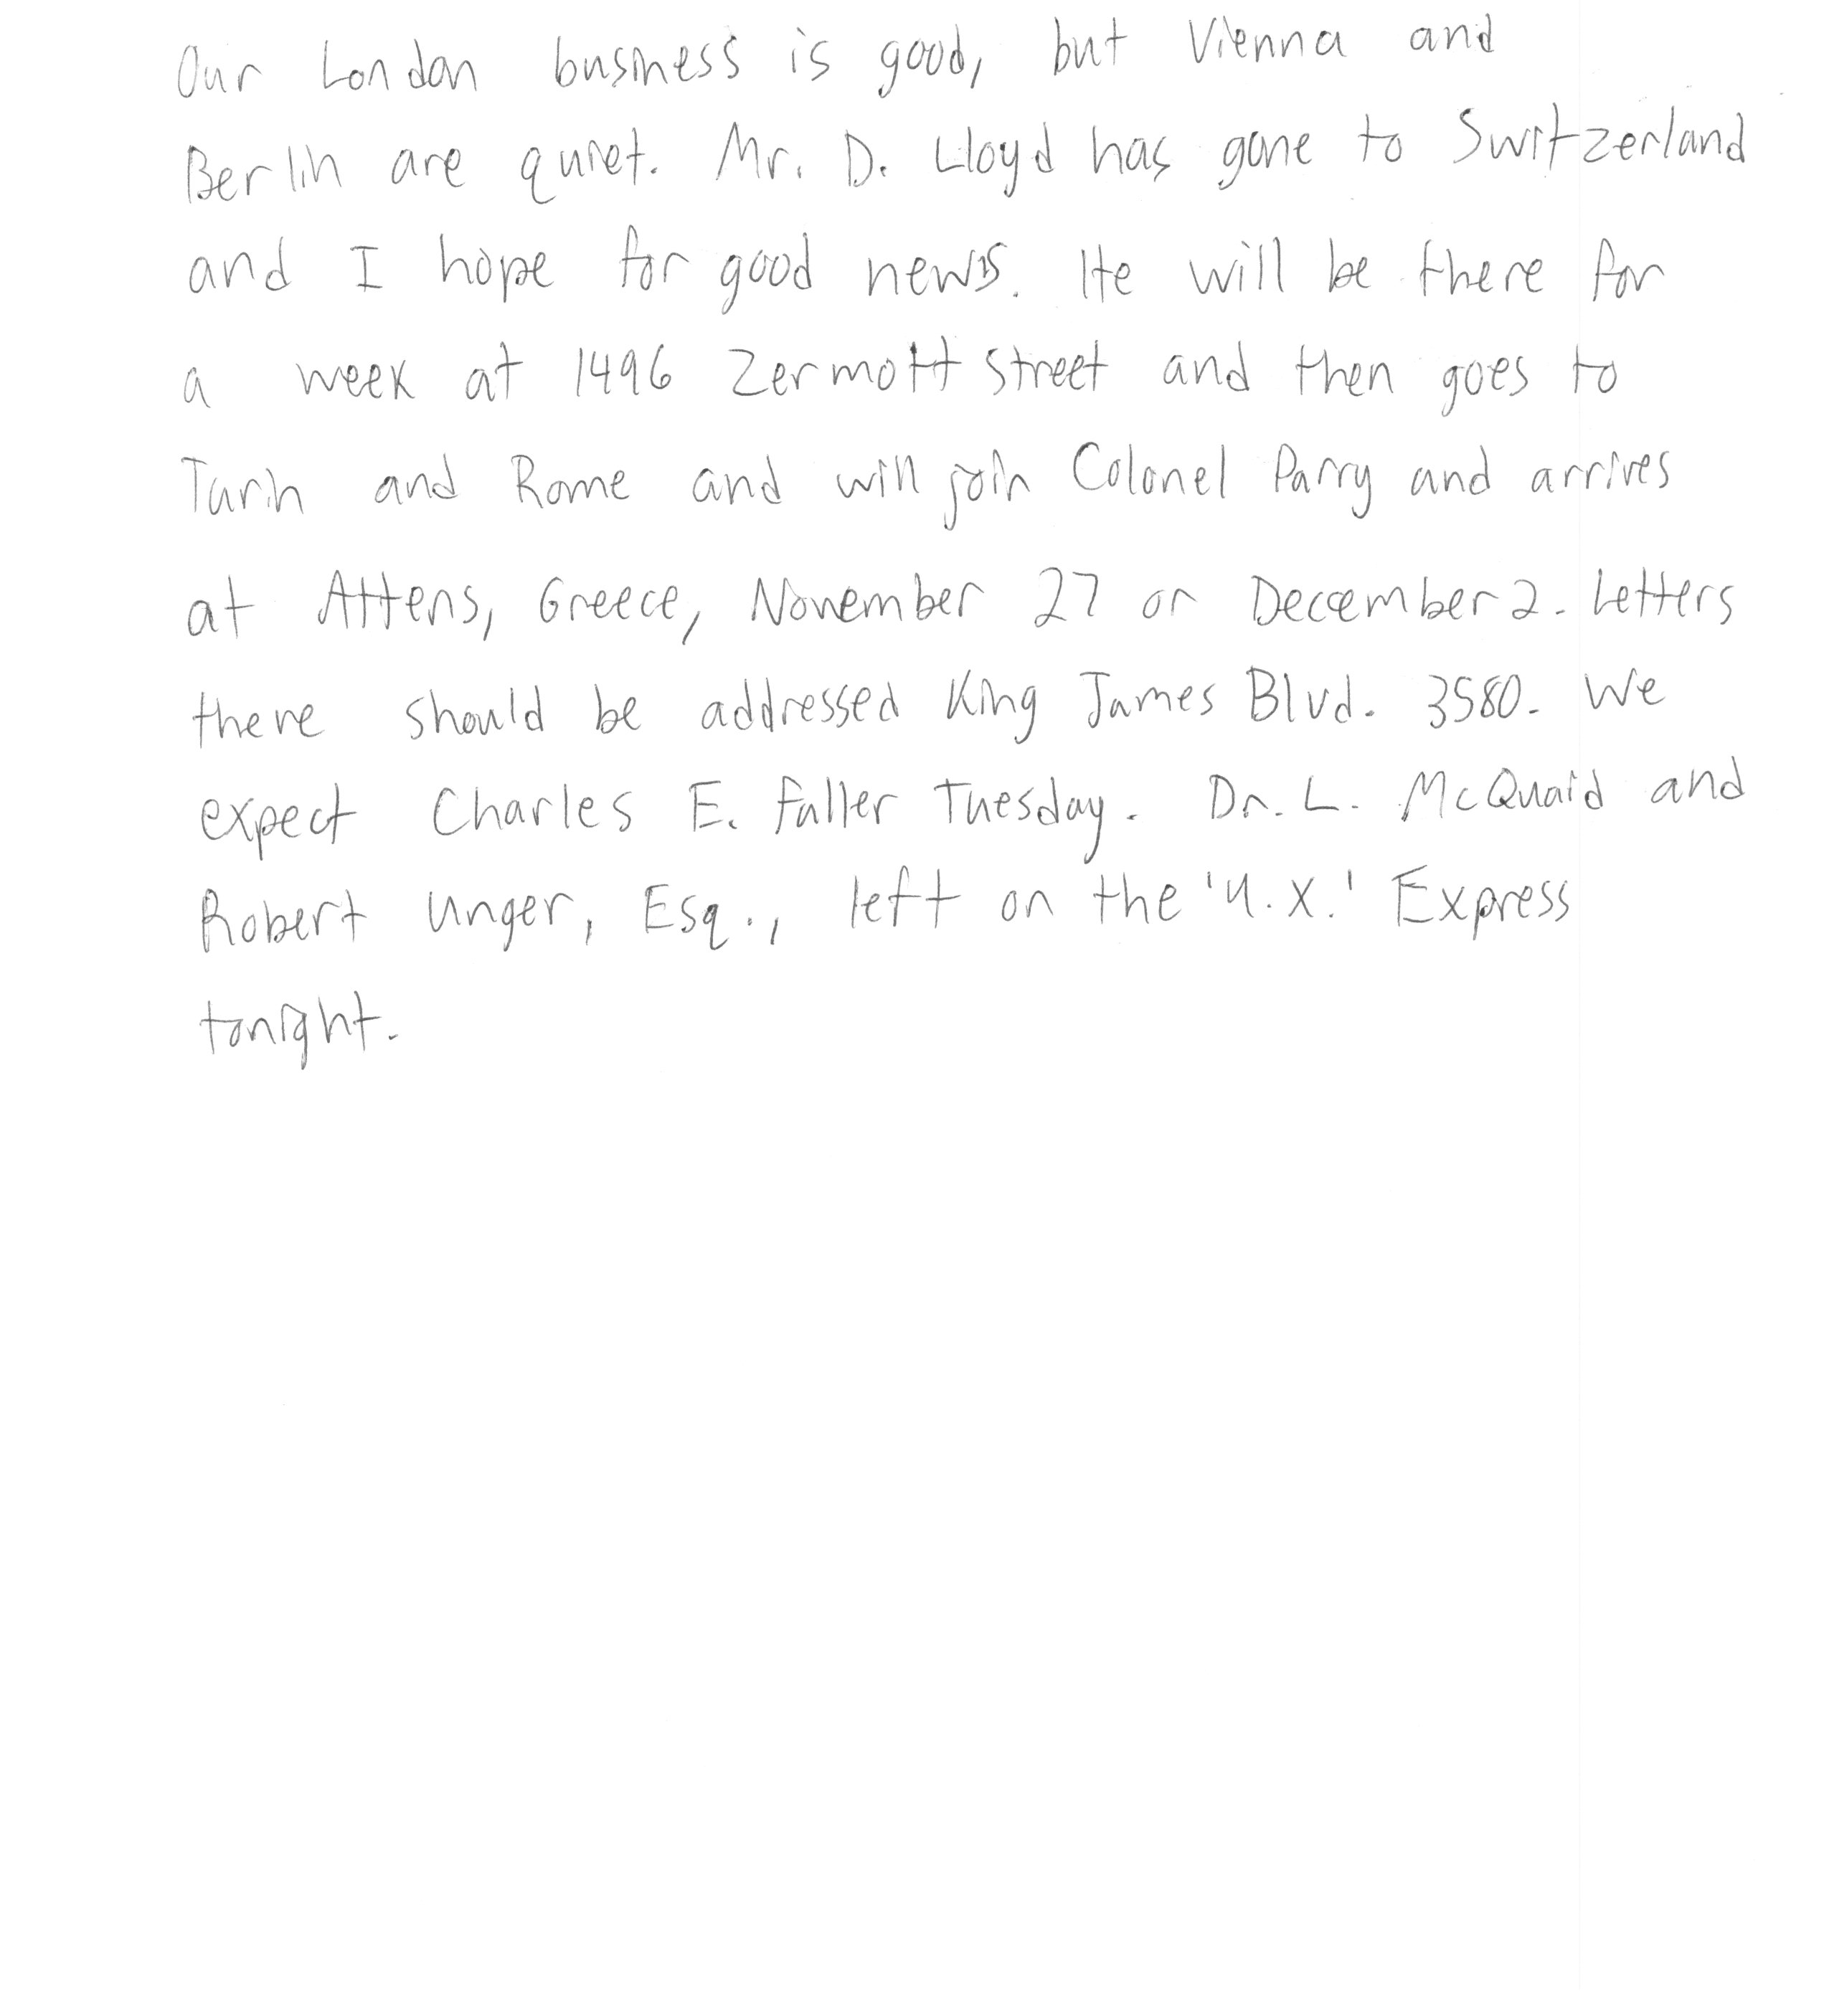 Our London business is good, but Vienna and
Berlin are quiet. Mr. D. Lloyd has gone to Switzerland
and I hope for good news. He will be there for
a week at 1496 Zermott Street and then goes to
Turin and Rome and will join Colonel Parry and arrives
at Attens, Greece, November 27 or December 2. Letters
there should be addressed King James Blvd. 3580. We
expect Charles E. Fuller Tuesday. Dr. L. McQuaid and
Robert Unger, Esq., left on the 'Y.X.' Express
tonight.